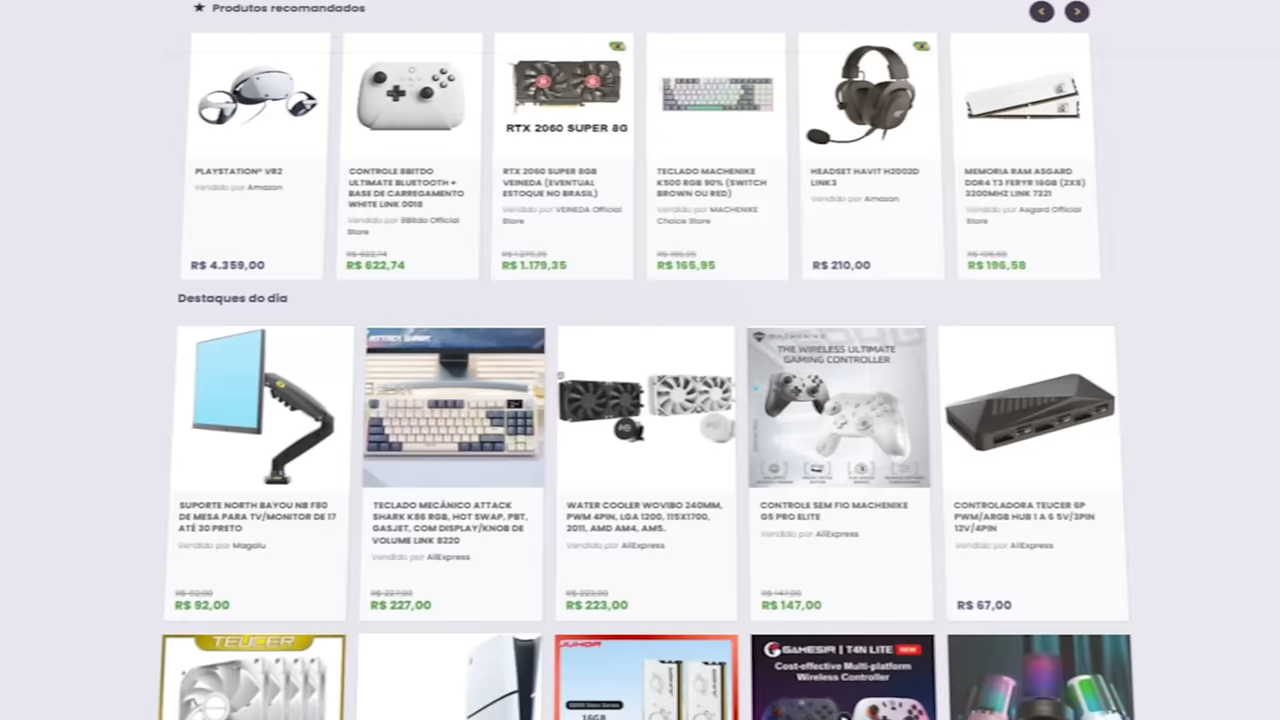 ★ Produtos recomandados
RTX 2060 SUPER 8G
PLAYSTATION® VR2
Vendido por Amazon
R$ 4.359,00
CONTROLE 8BITDO
ULTIMATE BLUETOOTH +
BASE DE CARREGAMENTO
WHITE LINK 0018
Vendido por 8Bitdo Official
Store
R$ 622,74
R$ 622,74
RTX 2060 SUPER 8GB
VEINEDA (EVENTUAL
ESTOQUE NO BRASIL)
Vendido por VEINEDA Official
Store
R$ 1.179,35
TECLADO MACHENIKE
K500 RGB 90% (SWITCH
BROWN OU RED)
Vendido por MACHENIKE
Choice Store
R$ 165,95
HEADSET HAVIT H2002D
LINK3
Vendido por Amazon
R$ 210,00
MEMORIA RAM ASGARD
DDR4 T3 FERYR 16GB (2X8)
3200MHZ LINK 7321
Vendido por Asgard Official
Store
R$ 196,58
Destaques do dia
SUPORTE NORTH BAYOU NB F80
DE MESA PARA TV/MONITOR DE 17
ATÉ 30 PRETO
Vendido por Magalu
R$ 92,00
R$ 92,00
ATTACK SHARK
TECLADO MECÂNICO ATTACK
SHARK K86 RGB, HOT SWAP, PBT,
GASJET, COM DISPLAY/KNOB DE
VOLUME LINK 8220
Vendido por AliExpress
R$ 227,00
R$ 227,00
WATER COOLER WOVIBO 240MM,
PWM 4PIN, LGA 1200, 115X1700,
2011, AMD AM4, AM5.
Vendido por AliExpress
R$ 223,00
R$ 223,00
MACHENIKE
THE WIRELESS ULTIMATE
GAMING CONTROLLER
CONTROLE SEM FIO MACHENIKE
G5 PRO ELITE
Vendido por AliExpress
R$ 147,00
R$ 147,00
CONTROLADORA TEUCER 6P
PWM/ARGB HUB 1 A 6 5V/3PIN
12V/4PIN
Vendido por AliExpress
R$ 67,00
TEUCER
JUHOR
16GB
GAMESIR | T4N LITE NEW
Cost-effective Multi-platform
Wireless Controller